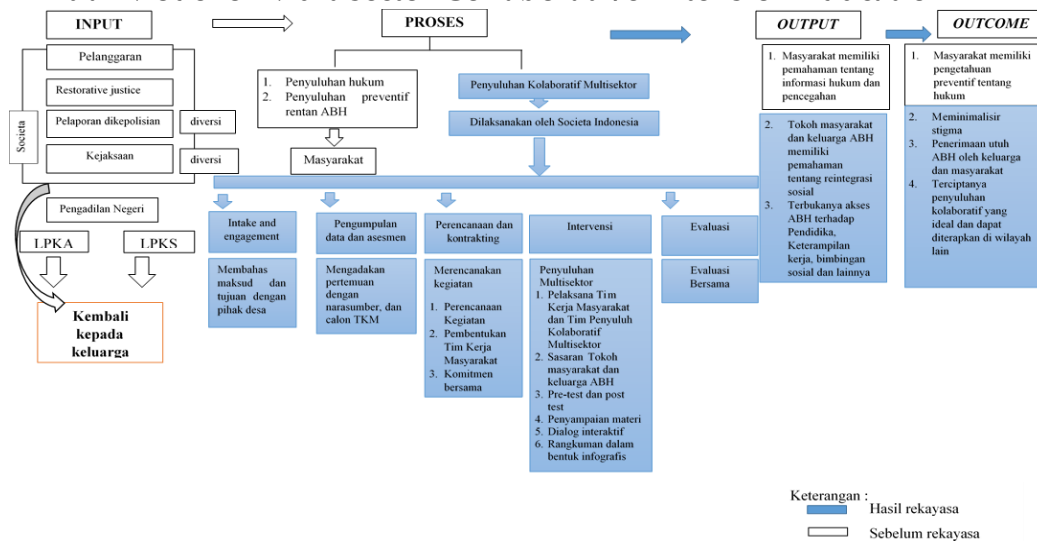 INPUT
Pelanggaran
Restorative justice
Pelaporan dikepolisian
diversi
Kejaksaan
diversi
Societa
Pengadilan Negeri
LPKA
LPKS
Kembali
kepada
keluarga
PROSES
1. Penyuluhan hukum
2. Penyuluhan preventif
rentan ABH
Masyarakat
Penyuluhan Kolaboratif Multisektor
Dilaksanakan oleh Societa Indonesia
Intake and
engagement
Membahas
maksud dan
tujuan dengan
pihak desa
Pengumpulan
data dan asesmen
Mengadakan
pertemuan
dengan
narasumber, dan
calon TKM
Perencanaan dan
kontrakting
Merencanakan
kegiatan
1. Perencanaan
Kegiatan
2. Pembentukan
Tim Kerja
Masyarakat
3. Komitmen
bersama
Intervensi
Penyuluhan
Multisektor
1. Pelaksana Tim
Kerja Masyarakat
dan Tim Penyuluh
Kolaboratif
Multisektor
2. Sasaran Tokoh
masyarakat dan
keluarga ABH
3. Pre-test dan post
test
4. Penyampaian materi
5. Dialog interaktif
6. Rangkuman dalam
bentuk infografis
Evaluasi
Evaluasi
Bersama
OUTPUT
1. Masyarakat memiliki
pemahaman tentang
informasi hukum dan
pencegahan
2. Tokoh masyarakat
dan keluarga ABH
memiliki
pemahaman
tentang reintegrasi
sosial
3. Terbukanya akses
ABH terhadap
Pendidika,
Keterampilan
kerja, bimbingan
sosial dan lainnya
OUTCOME
1. Masyarakat memiliki
pengetahuan
preventif tentang
hukum
2. Meminimalisir
stigma
3. Penerimaan utuh
ABH oleh keluarga
dan masyarakat
4. Terciptanya
penyuluhan
kolaboratif yang
ideal dan dapat
diterapkan di wilayah
lain
Keterangan :
Hasil rekayasa
Sebelum rekayasa